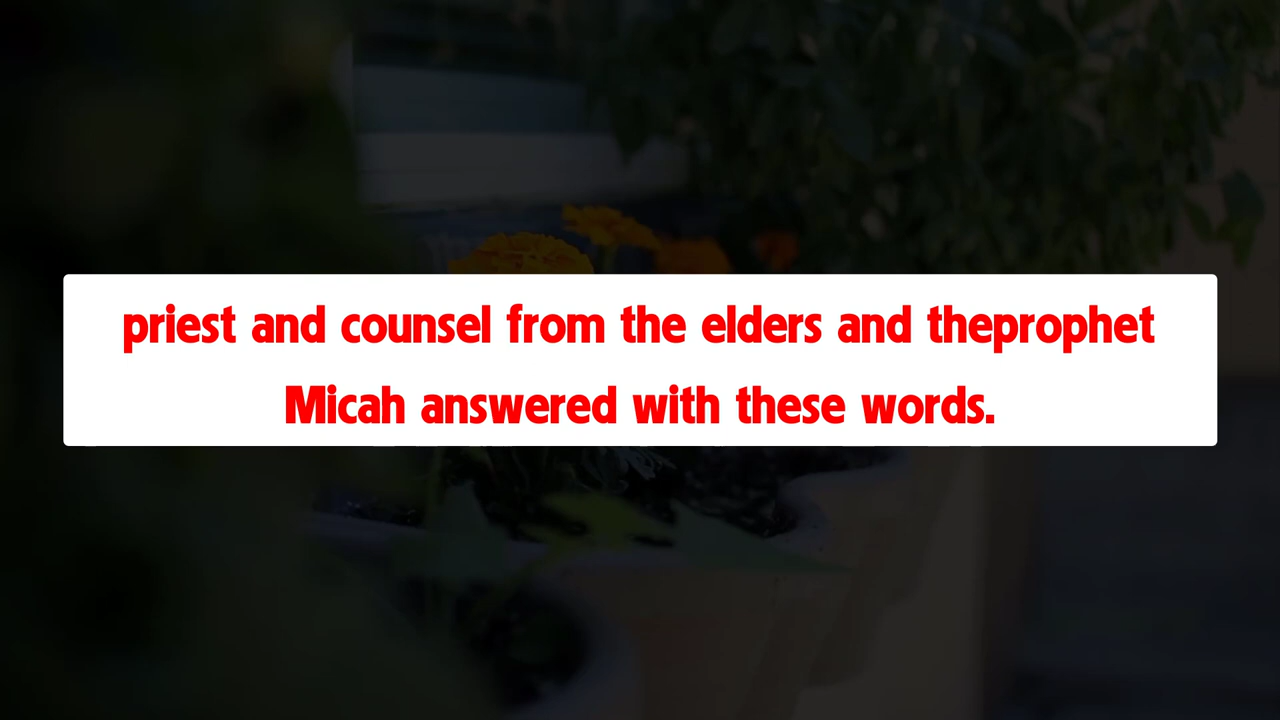 priest and counsel from the elders and theprophet
Micah answered with these words.